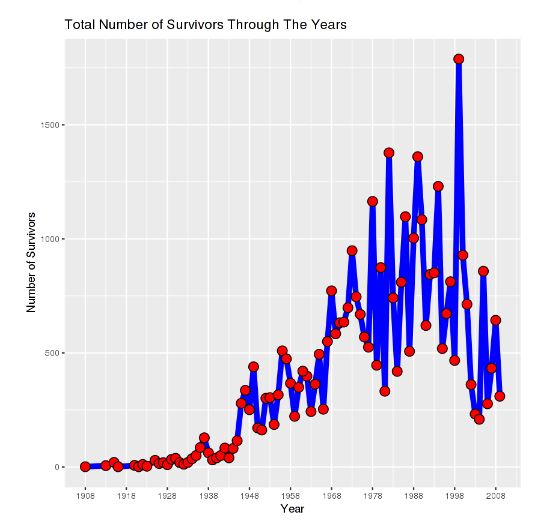 Total Number of Survivors Through The Years
Number of Survivors
1500
1000
500
0
1908 1918 1928 1938 1948 1958 1968 1978 1988 1998 2008
Year